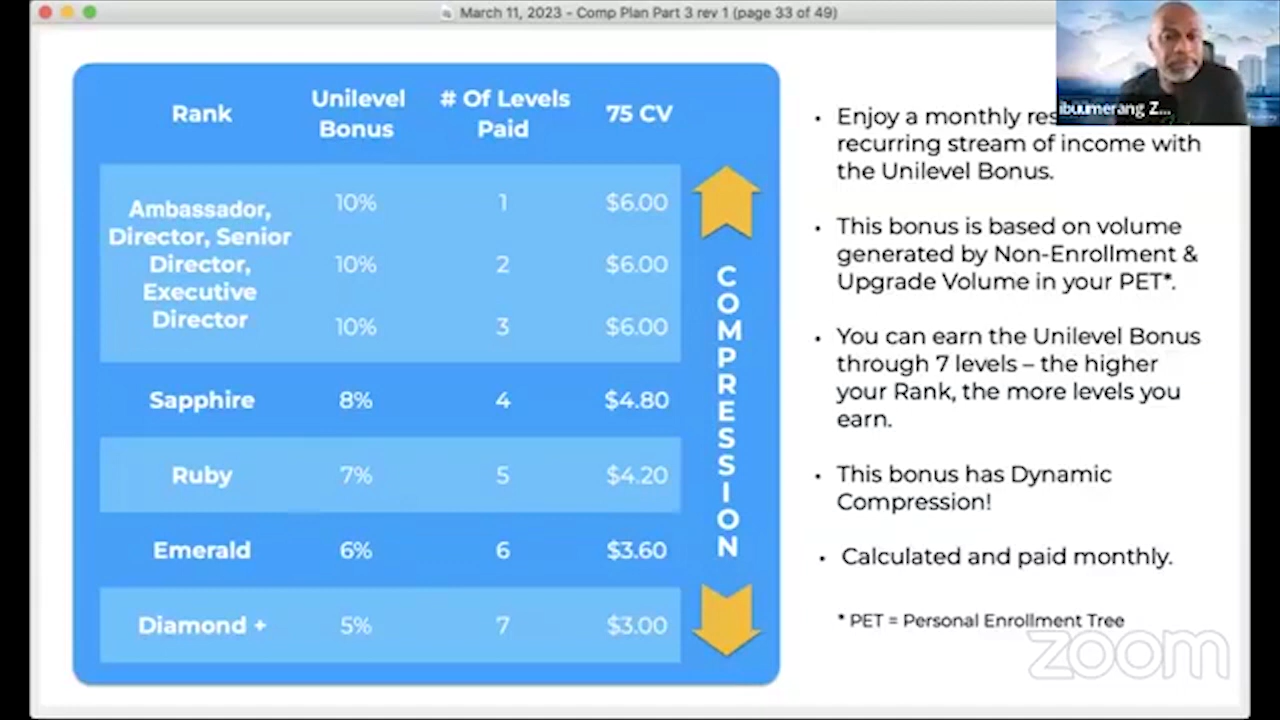 March 11, 2023 - Comp Plan Part 3 rev 1 (page 33 of 49)
ibuumerang Z...
Rank
Unilevel
Bonus
# Of Levels
Paid
75 CV
Ambassador,
Director, Senior
Director,
Executive
Director
10% 1 $6.00
10% 2 $6.00
10% 3 $6.00
Sapphire 8% 4 $4.80
Ruby 7% 5 $4.20
Emerald 6% 6 $3.60
Diamond + 5% 7 $3.00
COMPRESSION
• Enjoy a monthly
recurring stream of income with
the Unilevel Bonus.
• This bonus is based on volume
generated by Non-Enrollment &
Upgrade Volume in your PET*.
• You can earn the Unilevel Bonus
through 7 levels – the higher
your Rank, the more levels you
earn.
• This bonus has Dynamic
Compression!
• Calculated and paid monthly.
* PET = Personal Enrollment Tree
zoom